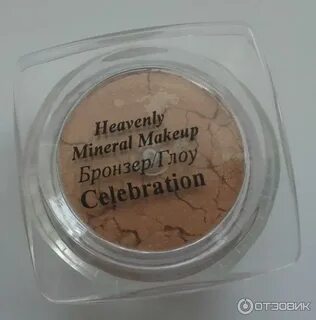 Heavenly
Mineral Makeup
Бронзер/Глоу
Celebration
ОТЗОВИК